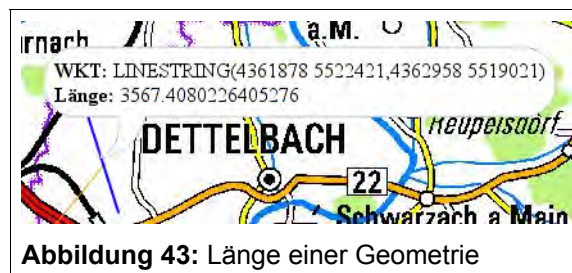 rnach
a.M.
WKT: LINESTRING(4361878 5522421,4362958 5519021)
Länge: 3567.4080226405276
DETTELBACH
Reupelsdorf
22
Schwarzach a Main
Abbildung 43: Länge einer Geometrie